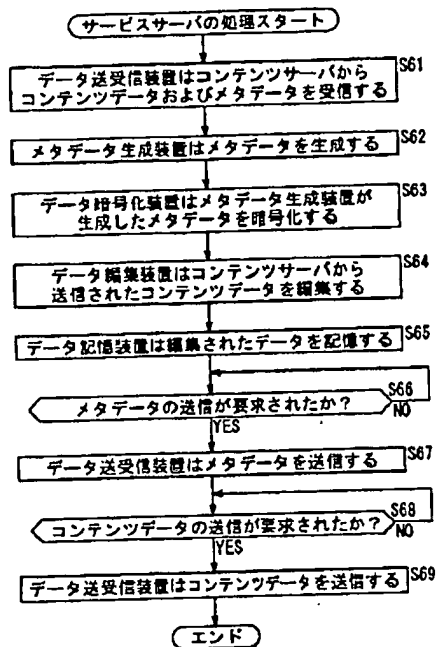 サービスサーバの処理スタート
S61
データ送受信装置はコンテンツサーバから
コンテンツデータおよびメタデータを受信する
S62
メタデータ生成装置はメタデータを生成する
S63
データ暗号化装置はメタデータ生成装置が
生成したメタデータを暗号化する
S64
データ編集装置はコンテンツサーバから
送信されたコンテンツデータを編集する
S65
データ記憶装置は編集されたデータを記憶する
S66
メタデータの送信が要求されたか?
NO
YES
S67
データ送受信装置はメタデータを送信する
S68
コンテンツデータの送信が要求されたか?
NO
YES
S69
データ送受信装置はコンテンツデータを送信する
エンド